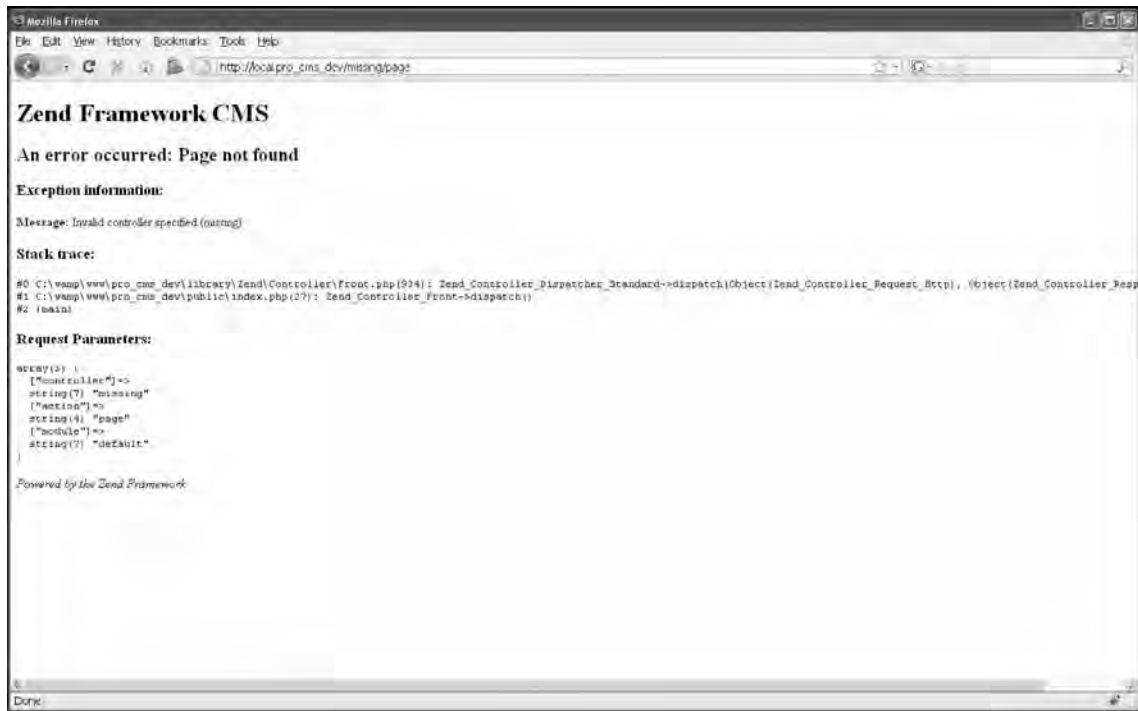 Mozilla Firefox
File Edit View History Bookmarks Tools Help
http://local.pro_cms_dev/missing/page
Zend Framework CMS
An error occurred: Page not found
Exception information:
Message: Invalid controller specified (missing)
Stack trace:
#0 C:\wamp\www\pro_cms_dev\library\Zend\Controller\Front.php(934): Zend_Controller_Dispatcher_Standard->dispatch(Object(Zend_Controller_Request_Http), Object(Zend_Controller_Resp
#1 C:\wamp\www\pro_cms_dev\public\index.php(27): Zend_Controller_Front->dispatch()
#2 {main}
Request Parameters:
array(3) {
["controller"]=>
string(7) "missing"
["action"]=>
string(4) "page"
["module"]=>
string(7) "default"
}
Powered by the Zend Framework
Done